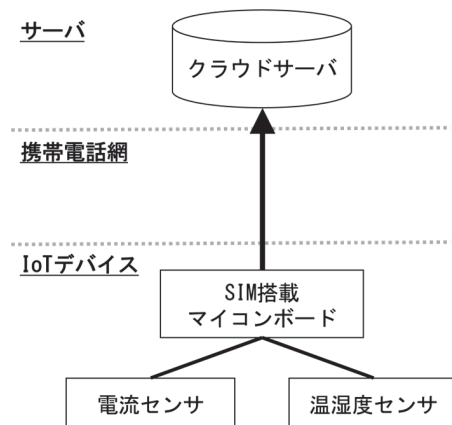 サーバ
クラウドサーバ
携帯電話網
IoTデバイス
SIM搭載
マイコンボード
電流センサ
温湿度センサ